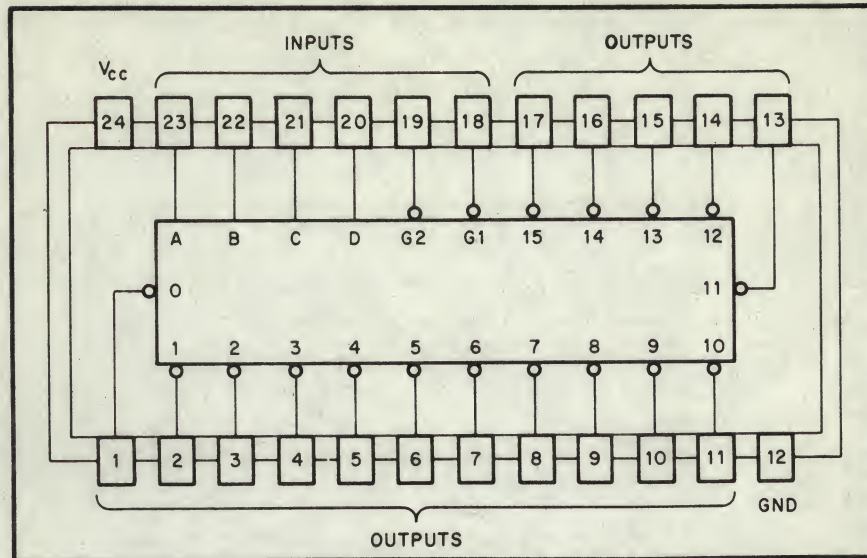 INPUTS OUTPUTS
VCC
24 23 22 21 20 19 18 17 16 15 14 13
A B C D G2 G1 15 14 13 12
0 11
1 2 3 4 5 6 7 8 9 10
1 2 3 4 5 6 7 8 9 10 11 12
GND
OUTPUTS